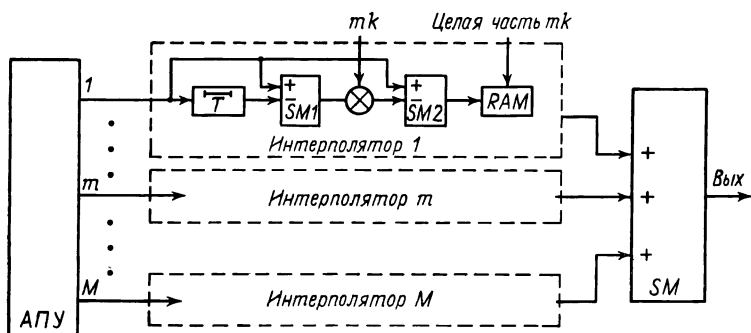 mk
Целая часть mk
1
T
+
- SM1
+
- SM2
RAM
Интерполятор 1
m
Интерполятор m
M
Интерполятор M
АПУ
+
+
+
SM
Вых